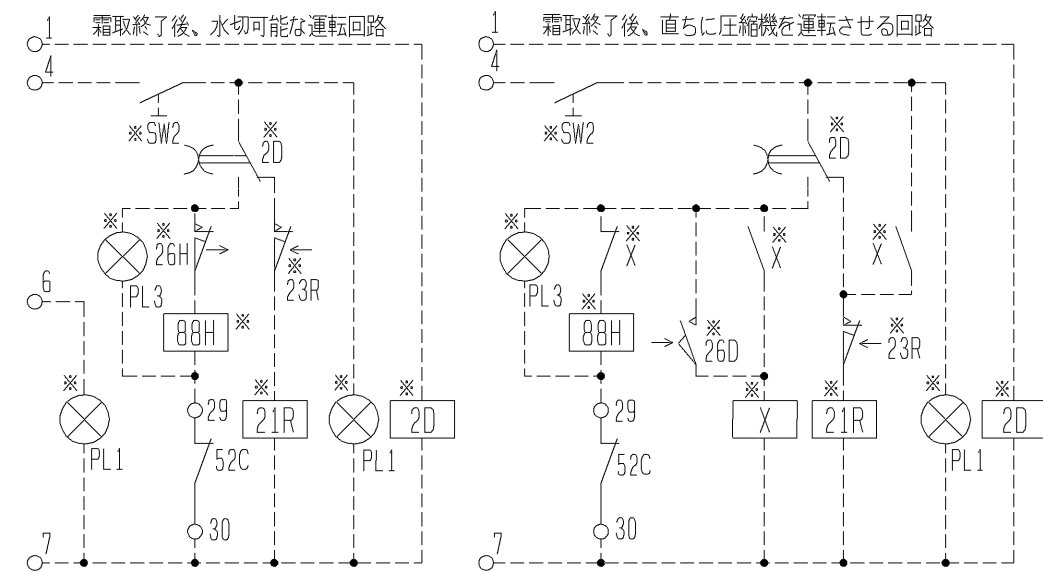 霜取終了後、水切可能な運転回路
1
4
※SW2
※
2D
※
※
26H
※
23R
PL3
6
88H
※
※
PL1
29
※
21R
※
PL1
※
2D
52C
30
7
霜取終了後、直ちに圧縮機を運転させる回路
1
4
※SW2
※
2D
※
PL3
※
X
※
X
※
X
※
88H
※
26D
※
23R
29
※
X
※
21R
※
PL1
※
2D
52C
30
7